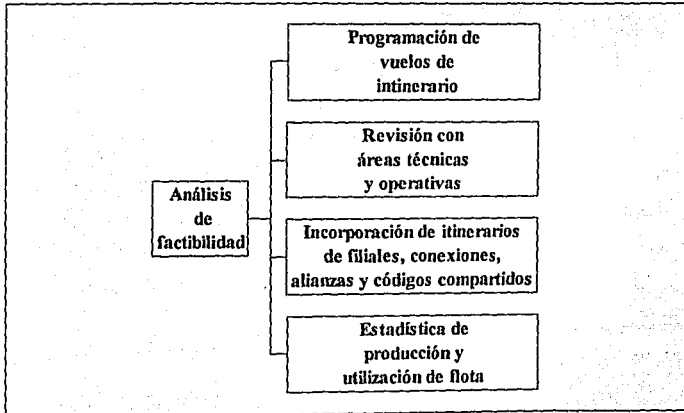 Programación de
vuelos de
intinerario
Revisión con
áreas técnicas
y operativas
Análisis
de
factibilidad
Incorporación de itinerarios
de filiales, conexiones,
alianzas y códigos compartidos
Estadística de
producción y
utilización de flota